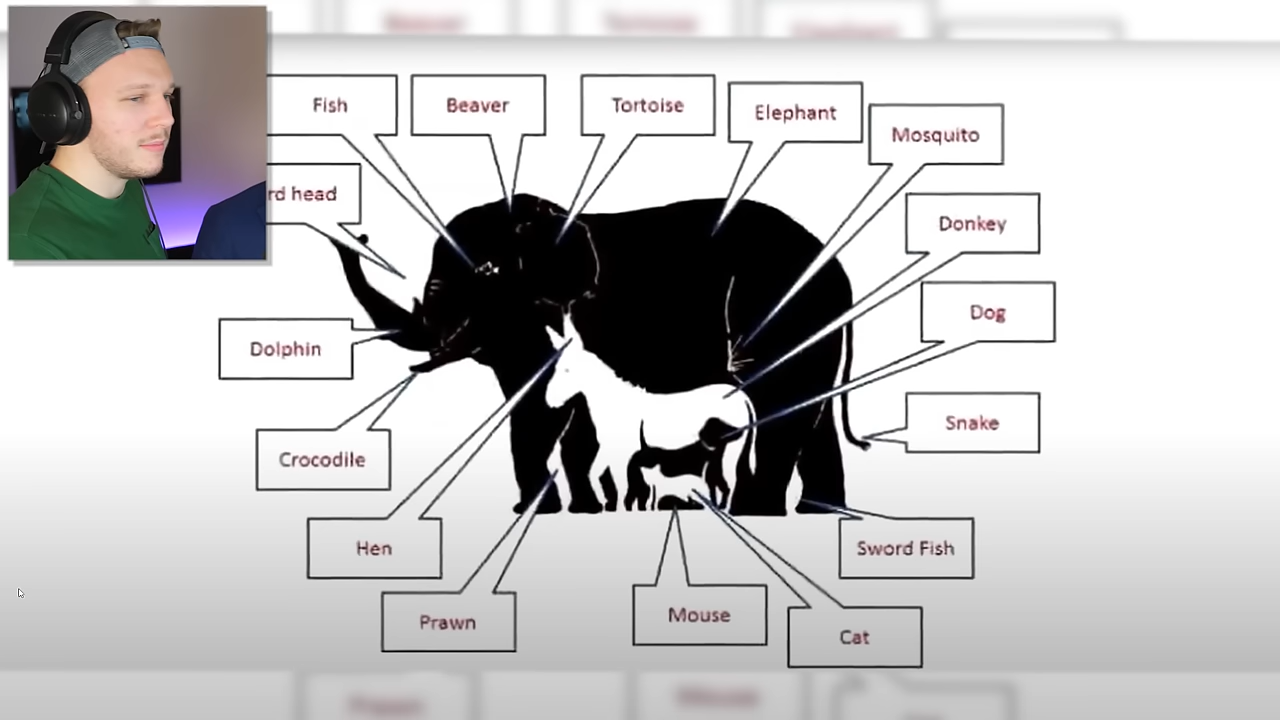 Fish
Beaver
Tortoise
Elephant
Mosquito
rd head
Donkey
Dog
Dolphin
Snake
Crocodile
Hen
Sword Fish
Prawn
Mouse
Cat